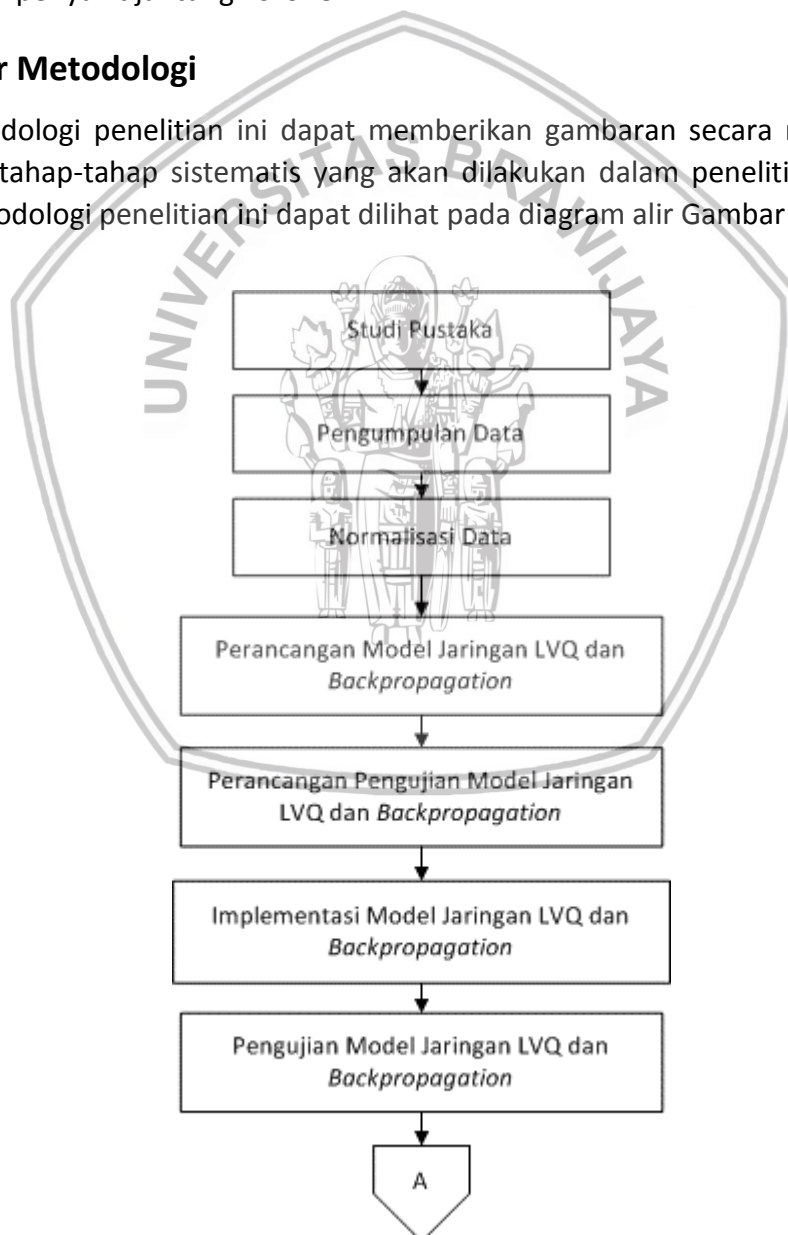 r Metodologi
dologi penelitian ini dapat memberikan gambaran secara
tahap-tahap sistematis yang akan dilakukan dalam peneliti
odologi penelitian ini dapat dilihat pada diagram alir Gambar
UNIVERSITAS BRAWIJAYA
Studi Pustaka
Pengumpulan Data
Normalisasi Data
Perancangan Model Jaringan LVQ dan
Backpropagation
Perancangan Pengujian Model Jaringan
LVQ dan Backpropagation
Implementasi Model Jaringan LVQ dan
Backpropagation
Pengujian Model Jaringan LVQ dan
Backpropagation
A